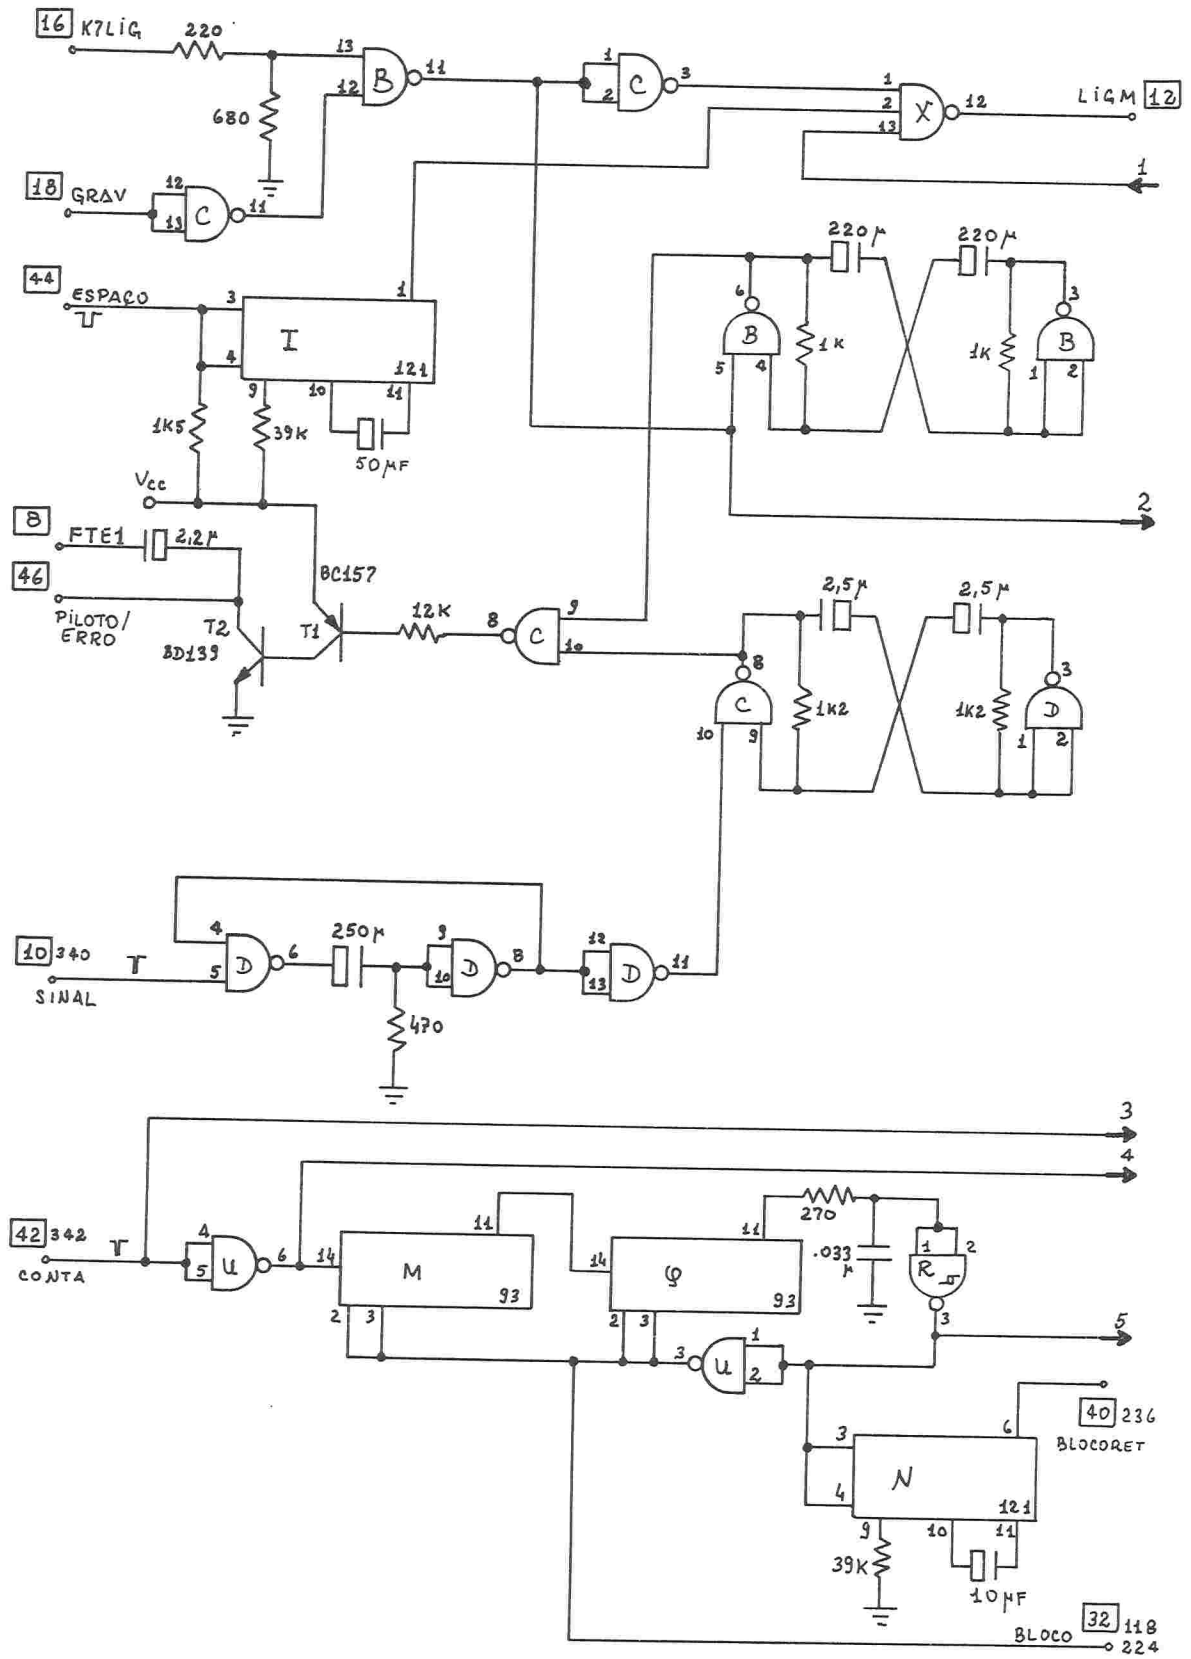 16 K7LIG
220
680
13
12
B
11
1
2
C
3
1
2
13
X
12
LIGM 12
1
18 GRAV
12
13
C
11
44
ESPAÇO
3
4
1
I
121
9
10
11
1K5
39K
50µF
Vcc
220µ
220µ
6
B
5
4
1K
1K
3
B
1
2
2
8 FTE1
2,2µ
46
PILOTO/
ERRO
BC157
T1
T2
BD139
12K
8
C
9
10
2,5µ
2,5µ
8
C
10
9
1K2
1K2
3
D
1
2
10 340
SINAL
4
5
D
6
250µ
470
9
10
D
8
12
13
D
11
3
4
42 342
CONTA
4
5
U
6
14
M
93
11
2
3
14
φ
93
11
2
3
270
.033
µ
1
2
R
3
5
3
U
1
2
40 236
BLOCORET
3
4
6
N
121
9
10
11
39K
10µF
BLOCO 32 118
224